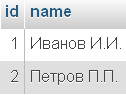 id name
1 Иванов И.И.
2 Петров П.П.